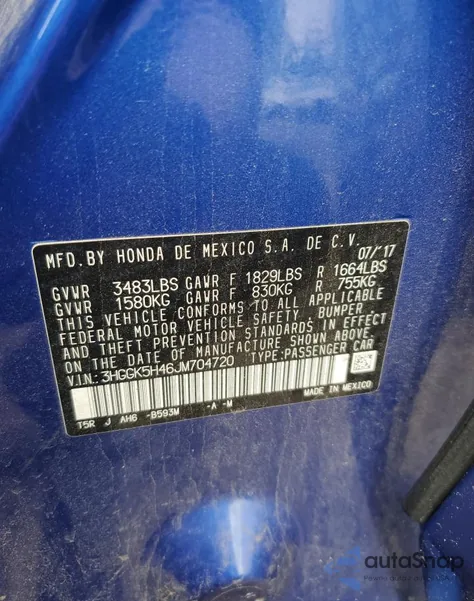 MFD.BY HONDA DE MEXICO S.A. DE C.V.
07/'17
GVWR 3483LBS GAWR F 1829LBS R 1664LBS
GVWR 1580KG GAWR F 830KG R 755KG
THIS VEHICLE CONFORMS TO ALL APPLICABLE
FEDERAL MOTOR VEHICLE SAFETY, BUMPER
AND THEFT PREVENTION STANDARDS IN EFFECT
ON THE DATE OF MANUFACTURE SHOWN ABOVE
V.I.N.: 3HGGK5H46JM704720 TYPE: PASSENGER CAR
MADE IN MEXICO
T5R J AH6 -B593M -A -M
autoSnap